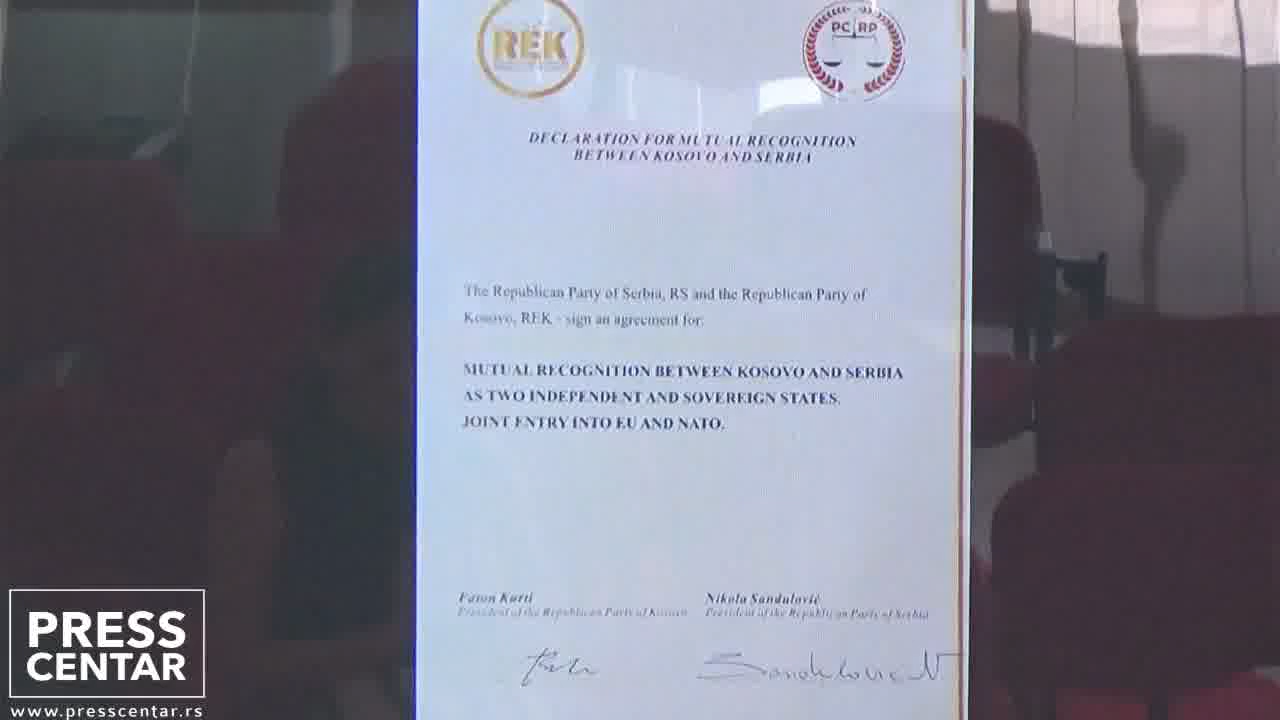 REK
PC RP
DECLARATION FOR MUTUAL RECOGNITION
BETWEEN KOSOVO AND SERBIA
The Republican Party of Serbia, RS and the Republican Party of
Kosovo, REK - sign an agreement for:
MUTUAL RECOGNITION BETWEEN KOSOVO AND SERBIA
AS TWO INDEPENDENT AND SOVEREIGN STATES.
JOINT ENTRY INTO EU AND NATO.
Faton Kurti
President of the Republican Party of Kosovo
Nikola Sandulović
President of the Republican Party of Serbia
Sandulović N
PRESS
CENTAR
www.presscentar.rs